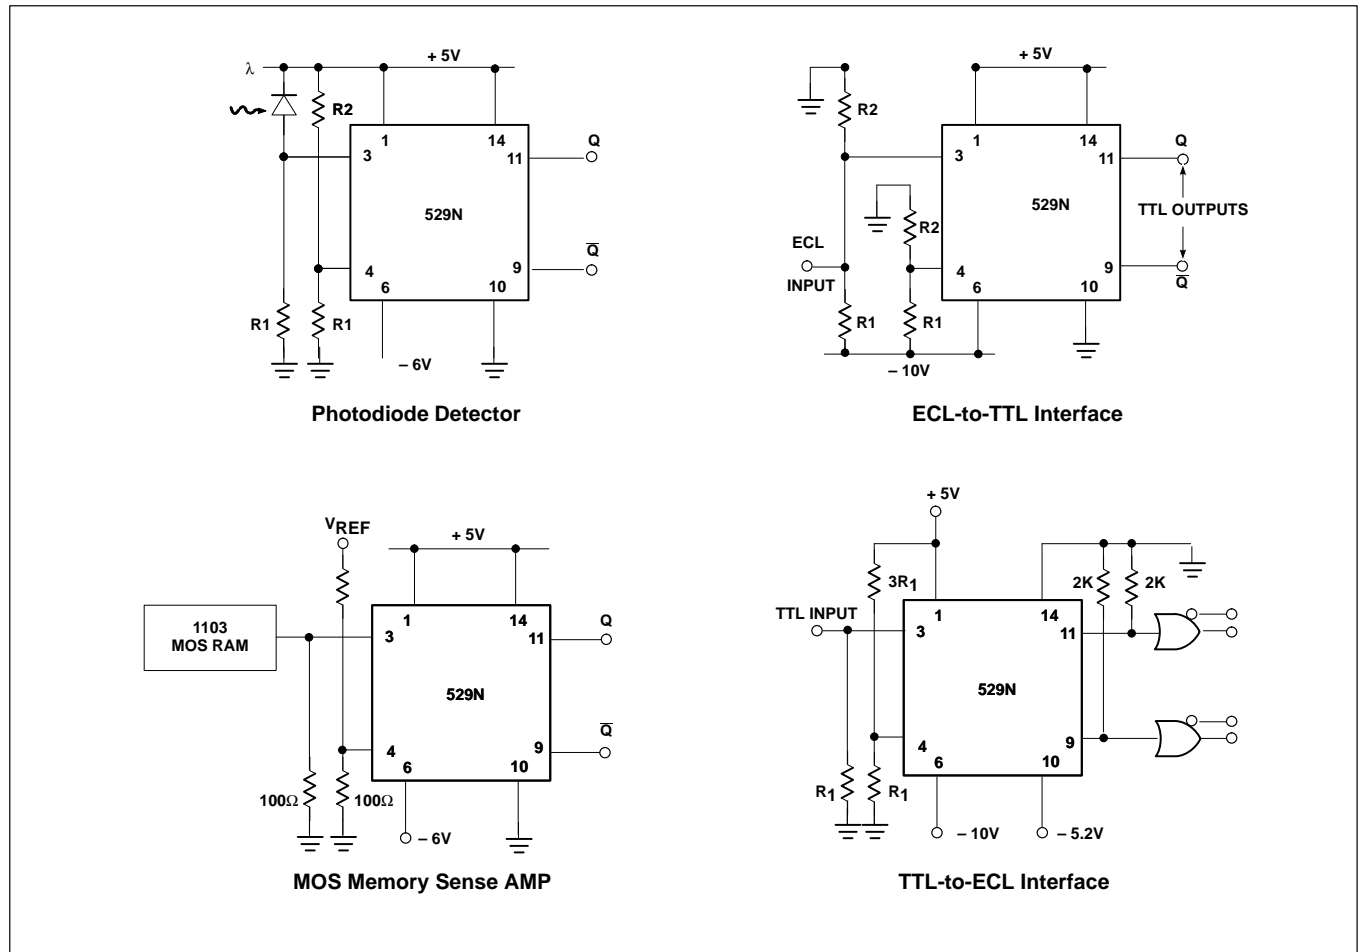 λ
+ 5V
R2
1
14
3
11
Q
529N
4
9
Q̅
6
10
R1
R1
– 6V
Photodiode Detector
+ 5V
R2
1
14
3
11
Q
529N
TTL OUTPUTS
R2
ECL
INPUT
4
9
Q̅
6
10
R1
R1
– 10V
ECL-to-TTL Interface
VREF
+ 5V
1103
MOS RAM
1
14
3
11
Q
529N
4
9
Q̅
6
10
100Ω
100Ω
– 6V
MOS Memory Sense AMP
+ 5V
3R1
2K
2K
TTL INPUT
1
14
3
11
529N
4
9
6
10
R1
R1
– 10V
– 5.2V
TTL-to-ECL Interface